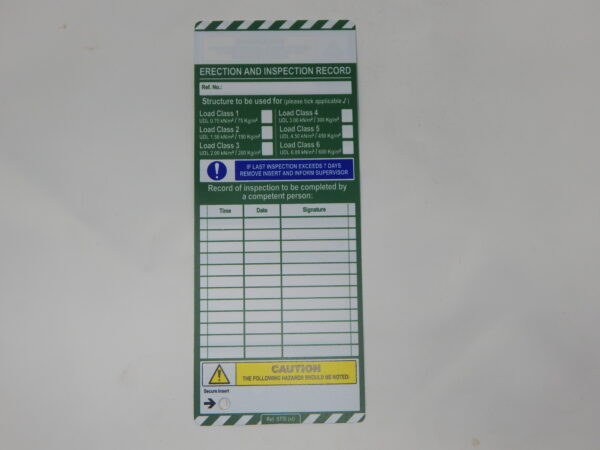 ERECTION AND INSPECTION RECORD
Ref. No.:
Structure to be used for (please tick applicable ✓)
Load Class 1
UDL 0.75 kN/m² / 75 Kg/m²
Load Class 4
UDL 3.00 kN/m² / 300 Kg/m²
Load Class 2
UDL 1.50 kN/m² / 150 Kg/m²
Load Class 5
UDL 4.50 kN/m² / 450 Kg/m²
Load Class 3
UDL 2.00 kN/m² / 200 Kg/m²
Load Class 6
UDL 6.00 kN/m² / 600 Kg/m²
IF LAST INSPECTION EXCEEDS 7 DAYS
REMOVE INSERT AND INFORM SUPERVISOR
Record of inspection to be completed by
a competent person:
Time Date Signature
CAUTION
THE FOLLOWING HAZARDS SHOULD BE NOTED:
Secure Insert
Ref.